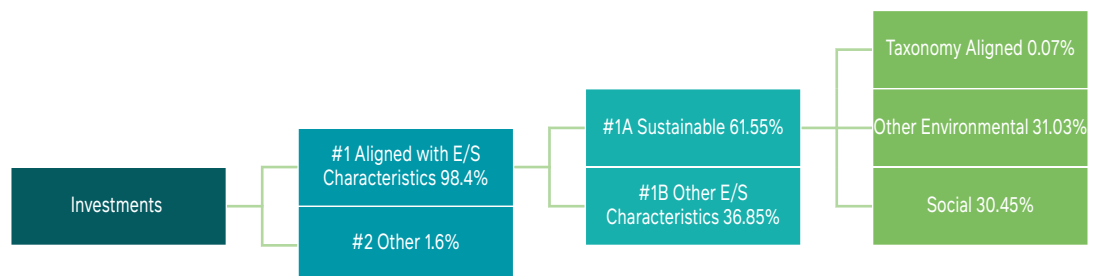 Investments
#1 Aligned with E/S
Characteristics 98.4%
#2 Other 1.6%
#1A Sustainable 61.55%
#1B Other E/S
Characteristics 36.85%
Taxonomy Aligned 0.07%
Other Environmental 31.03%
Social 30.45%